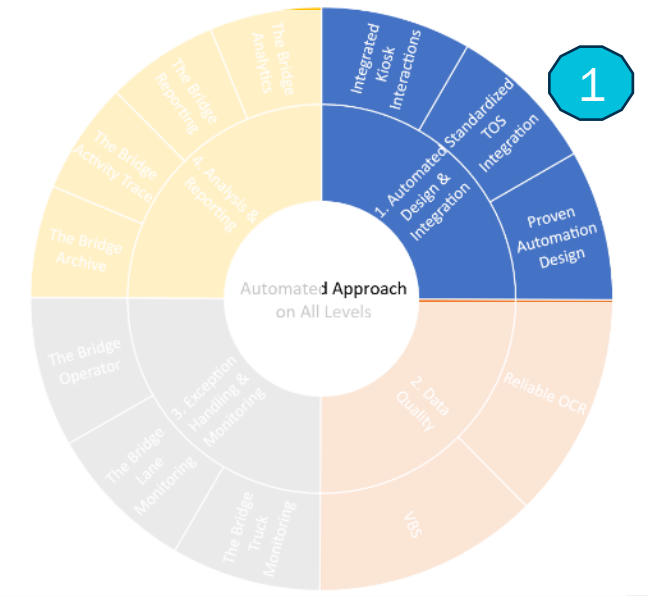 Integrated
Kiosk
Interactions
Standardized
TOS
Integration
Proven
Automation
Design
1
1. Automated
Design &
Integration
Automated Approach
on All Levels
2. Data
Quality
Reliable OCR
VBS
3. Exception
Handling &
Monitoring
The Bridge
Truck
Monitoring
The Bridge
Lane
Monitoring
The Bridge
Operator
4. Analysis &
Reporting
The Bridge
Archive
The Bridge
Activity Trace
The Bridge
Reporting
The Bridge
Analytics